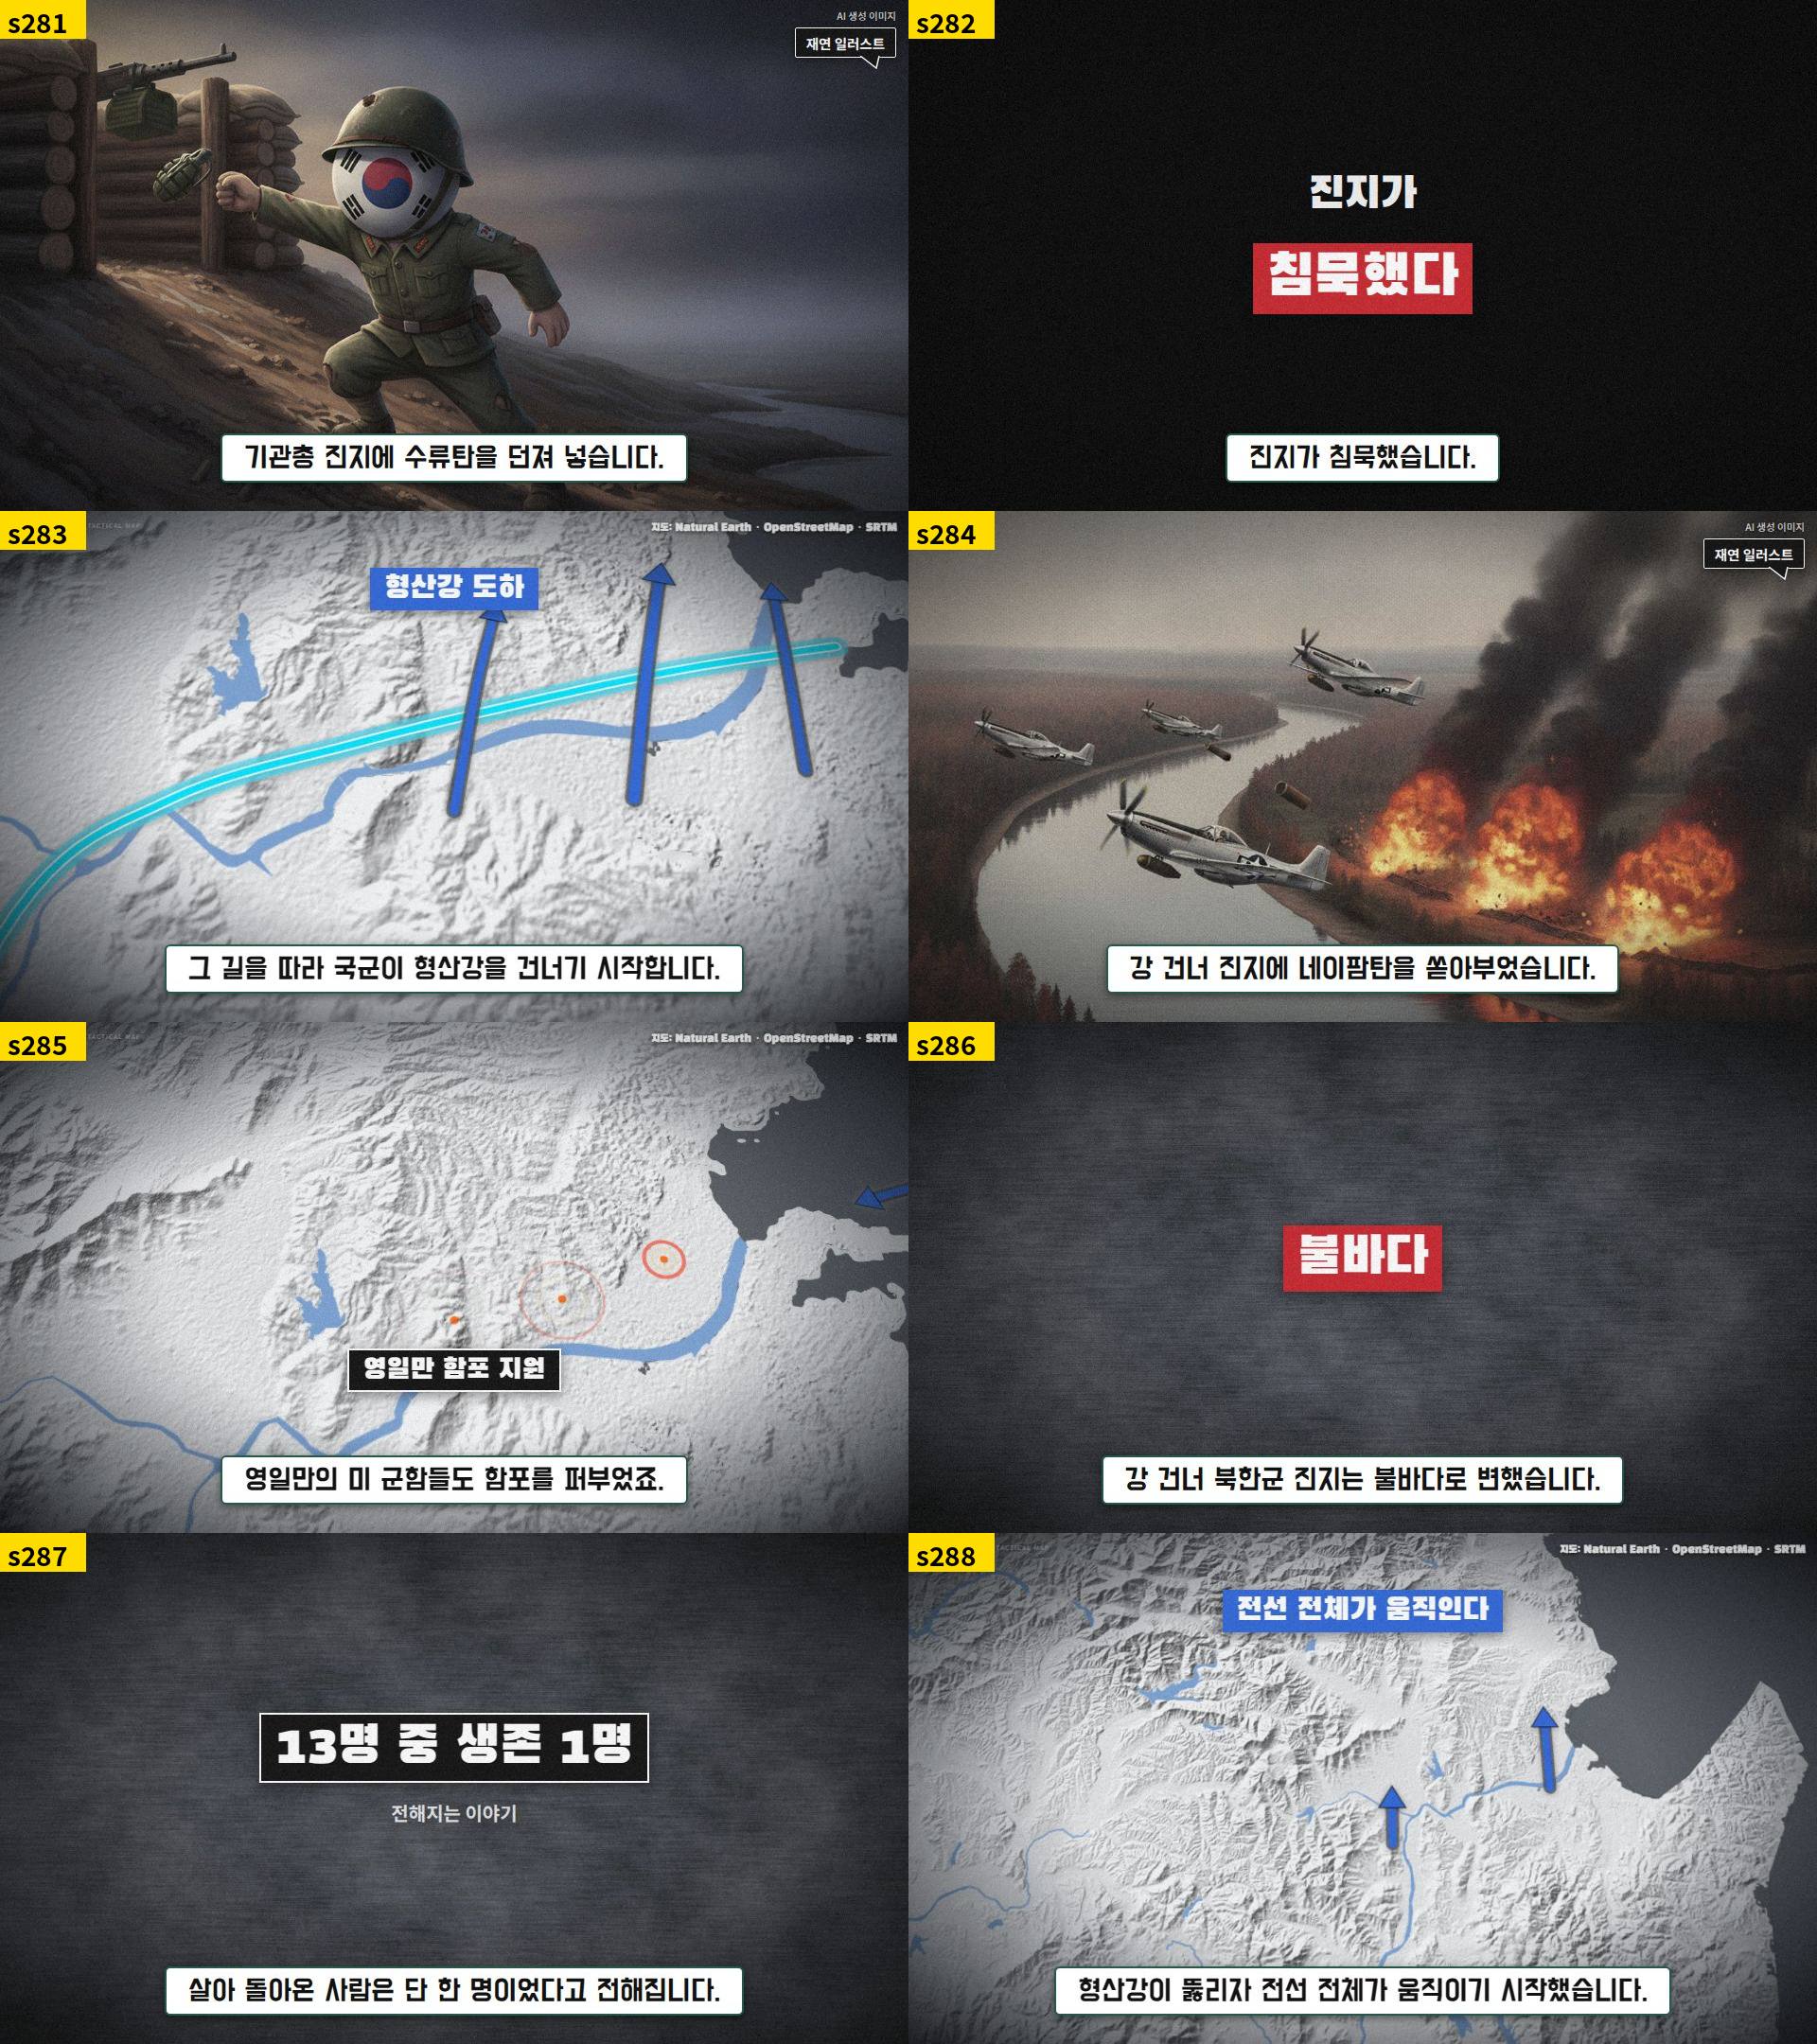 s281
AI 생성 이미지
재연 일러스트
기관총 진지에 수류탄을 던져 넣습니다.
s282
진지가
침묵했다
진지가 침묵했습니다.
s283
TACTICAL MAP
지도: Natural Earth · OpenStreetMap · SRTM
형산강 도하
그 길을 따라 국군이 형산강을 건너기 시작합니다.
s284
AI 생성 이미지
재연 일러스트
강 건너 진지에 네이팜탄을 쏟아부었습니다.
s285
TACTICAL MAP
지도: Natural Earth · OpenStreetMap · SRTM
영일만 함포 지원
영일만의 미 군함들도 함포를 퍼부었죠.
s286
불바다
강 건너 북한군 진지는 불바다로 변했습니다.
s287
13명 중 생존 1명
전해지는 이야기
살아 돌아온 사람은 단 한 명이었다고 전해집니다.
s288
TACTICAL MAP
지도: Natural Earth · OpenStreetMap · SRTM
전선 전체가 움직인다
형산강이 뚫리자 전선 전체가 움직이기 시작했습니다.